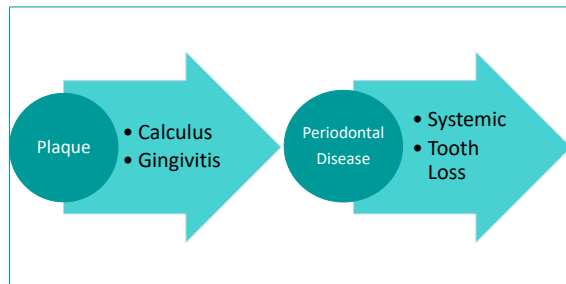 Plaque
• Calculus
• Gingivitis
Periodontal
Disease
• Systemic
• Tooth
Loss